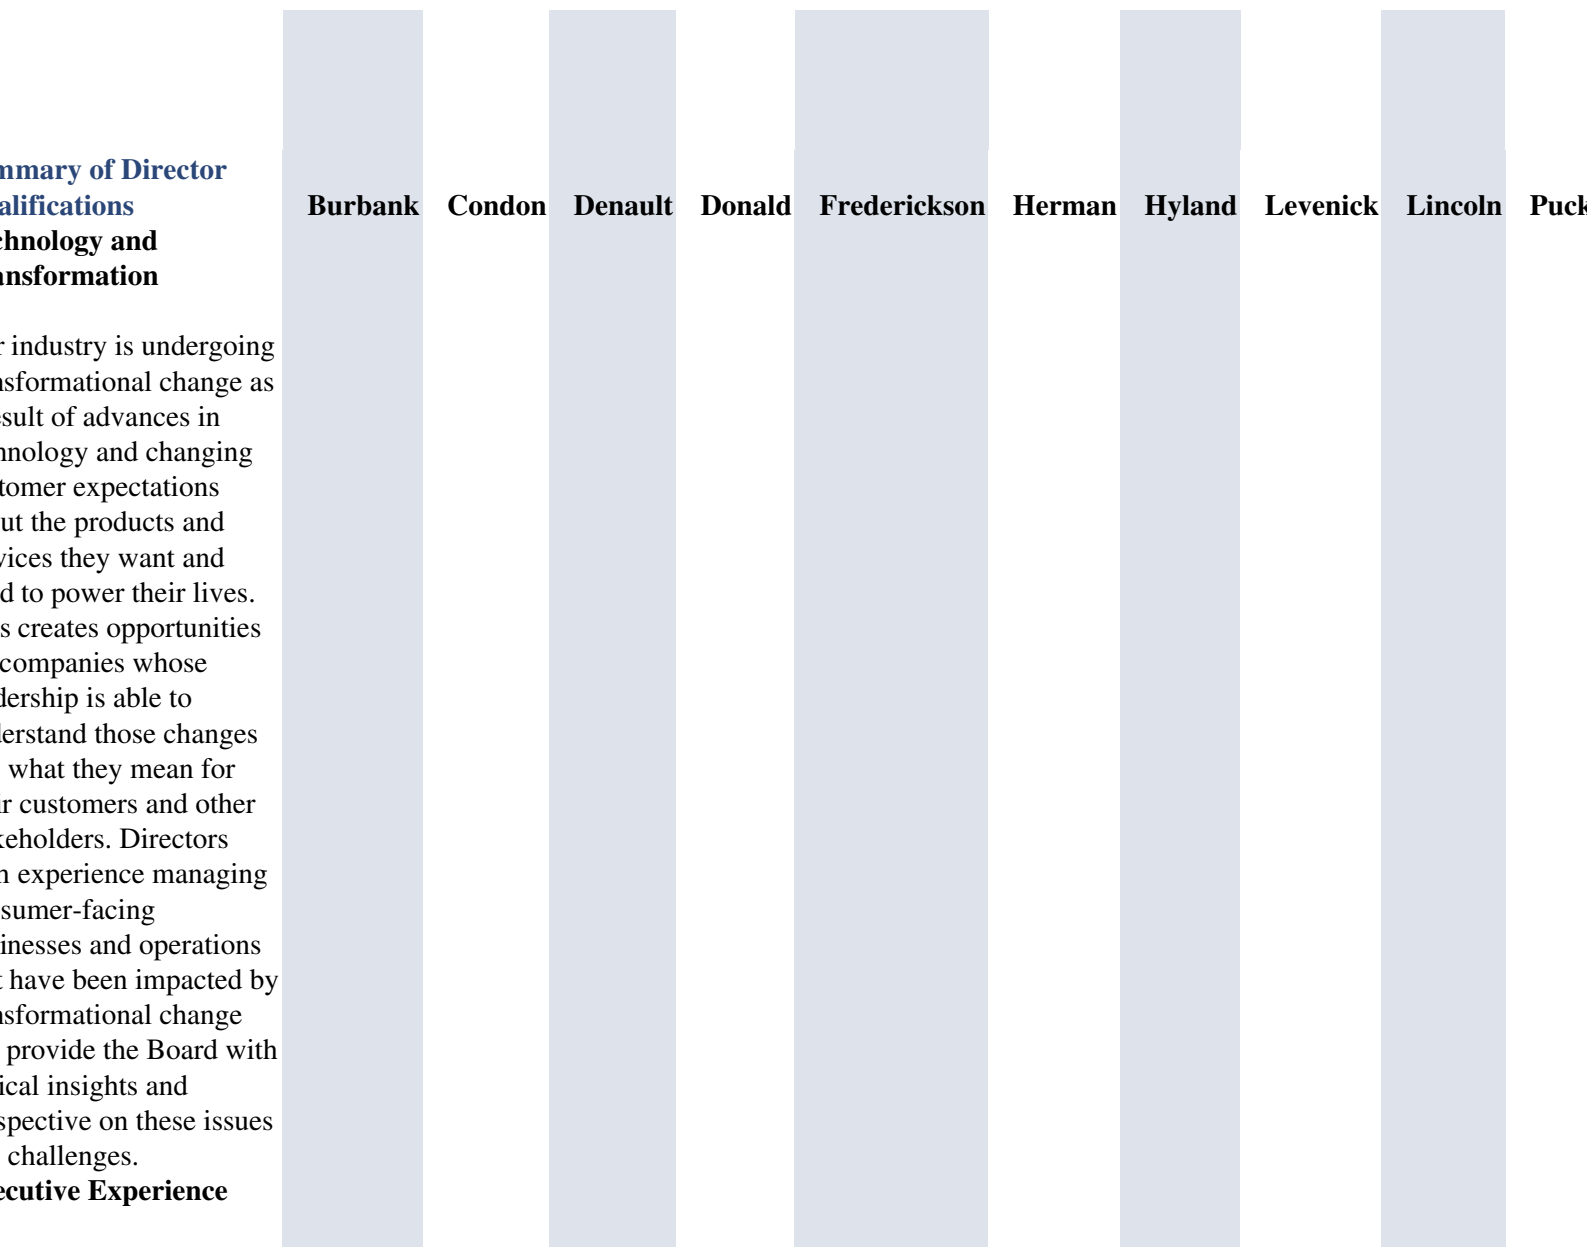 mmary of Director
alifications Burbank Condon Denault Donald Frederickson Herman Hyland Levenick Lincoln Puck
chnology and
ansformation
r industry is undergoing
nsformational change as
esult of advances in
hnology and changing
tomer expectations
ut the products and
vices they want and
d to power their lives.
s creates opportunities
companies whose
dership is able to
lerstand those changes
what they mean for
ir customers and other
keholders. Directors
h experience managing
sumer-facing
inesses and operations
t have been impacted by
nsformational change
provide the Board with
ical insights and
spective on these issues
challenges.
ecutive Experience